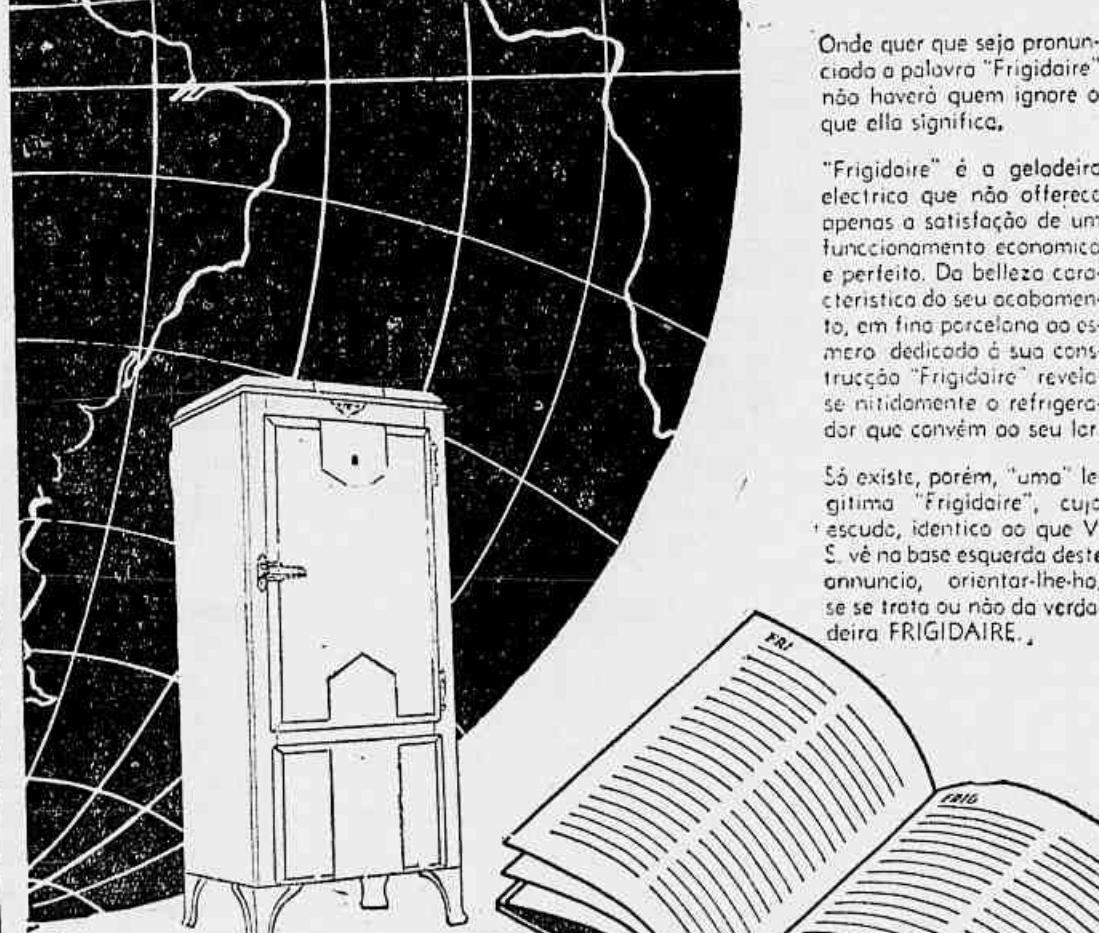 Onde quer que seja pronun-
ciada a palavra "Frigidaire"
não haverá quem ignore o
que ella significa.
"Frigidaire" é a geladeira
electrica que não offerece
apenas a satisfação de um
funccionamento economico
e perfeito. Da belleza cara-
cteristica do seu acabamen-
to, em fina porcelana ao es-
mero dedicado á sua cons-
trucção "Frigidaire" revela-
se nitidamente o refrigera-
dor que convém ao seu lar.
Só existe, porém, "uma" le-
gitima "Frigidaire", cujo
escudo, identico ao que V.
S. vê na base esquerda deste
annuncio, orientar-lhe-ha,
se se trata ou não da verda-
deira FRIGIDAIRE.
FRI
FRIG